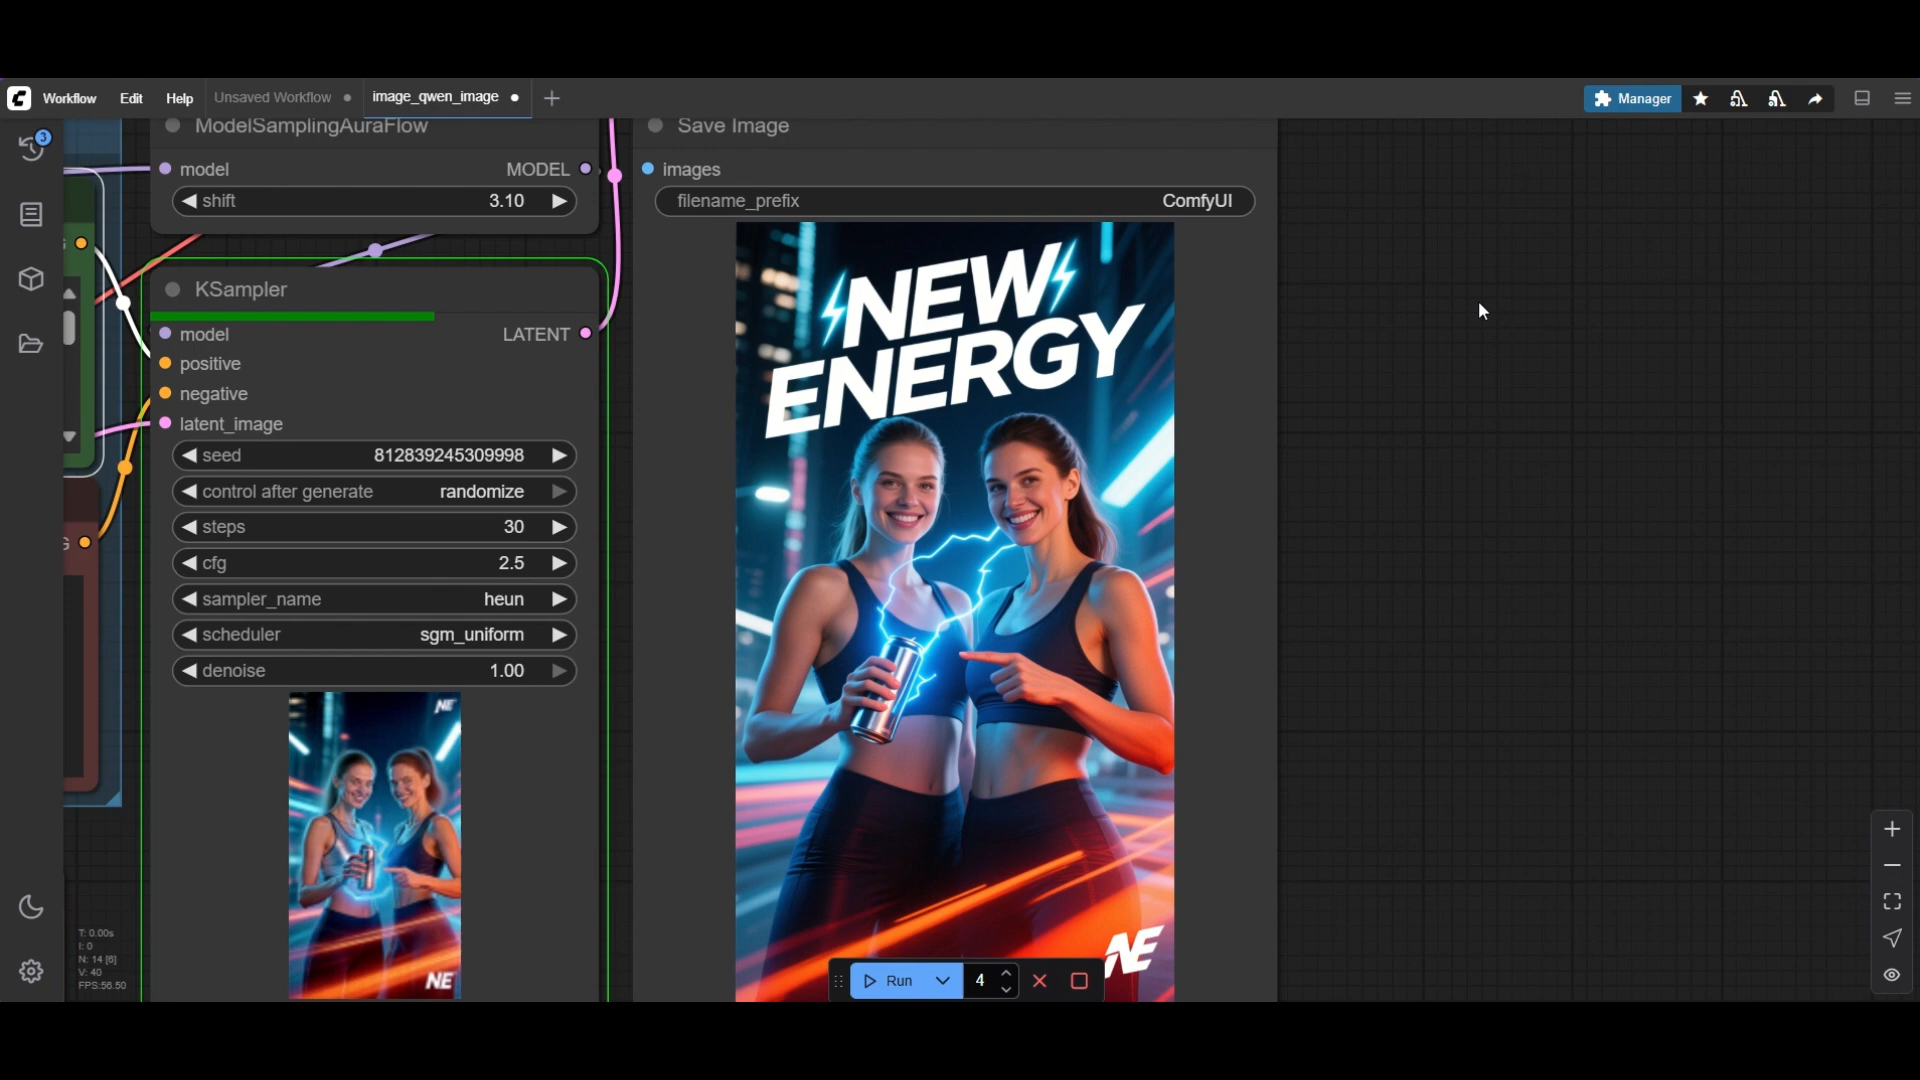 Workflow Edit Help Unsaved Workflow image_qwen_image Manager
3
ModelSamplingAuraFlow
model MODEL
shift 3.10
KSampler
model LATENT
positive
negative
latent_image
seed 812839245309998
control after generate randomize
steps 30
cfg 2.5
sampler_name heun
scheduler sgm_uniform
denoise 1.00
NE
NE
Save Image
images
filename_prefix ComfyUI
NEW
ENERGY
NE
Run 4
T: 0.00s
I: 0
N: 14 [6]
V: 40
FPS:56.50